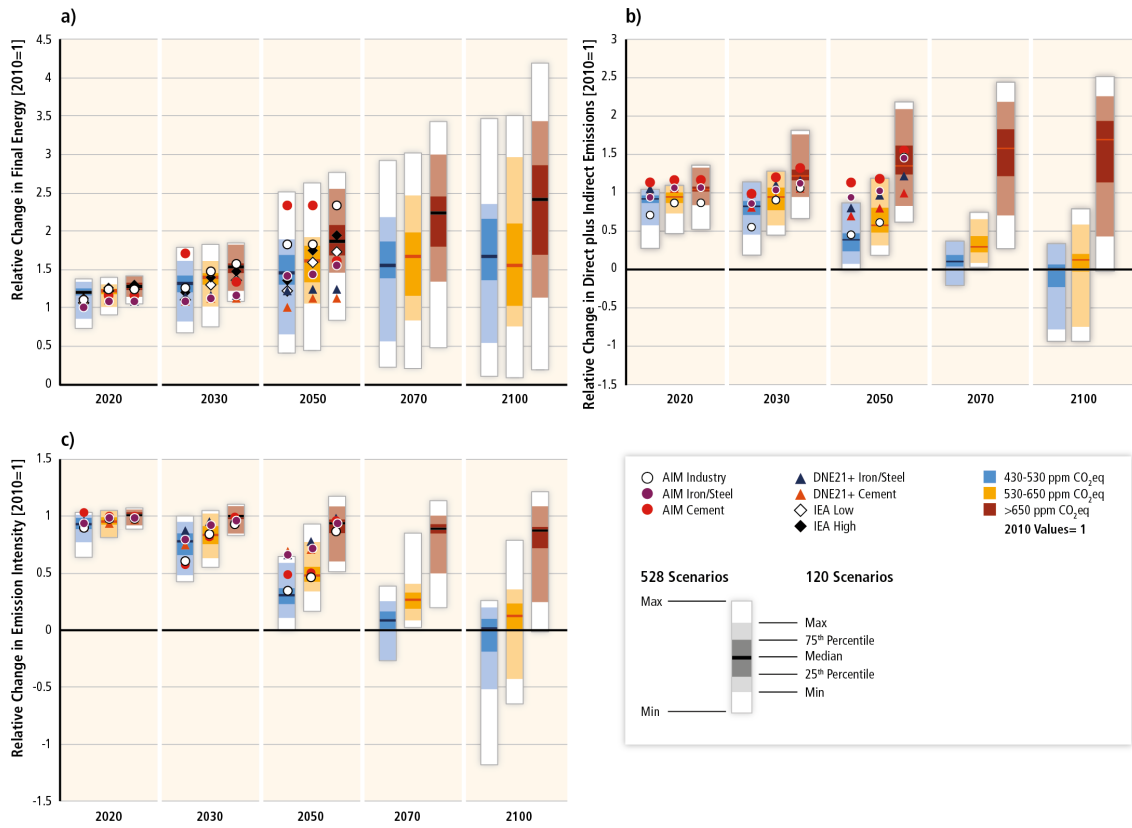 a)
Relative Change in Final Energy [2010=1]
4.5
4
3.5
3
2.5
2
1.5
1
0.5
0
2020 2030 2050 2070 2100
b)
Relative Change in Direct plus Indirect Emissions [2010=1]
3
2.5
2
1.5
1
0.5
0
-0.5
-1
-1.5
2020 2030 2050 2070 2100
c)
Relative Change in Emission Intensity [2010=1]
1.5
1
0.5
0
-0.5
-1
-1.5
2020 2030 2050 2070 2100
AIM Industry
AIM Iron/Steel
AIM Cement
DNE21+ Iron/Steel
DNE21+ Cement
IEA Low
IEA High
430-530 ppm CO2eq
530-650 ppm CO2eq
>650 ppm CO2eq
2010 Values= 1
528 Scenarios
120 Scenarios
Max
Max
75th Percentile
Median
25th Percentile
Min
Min